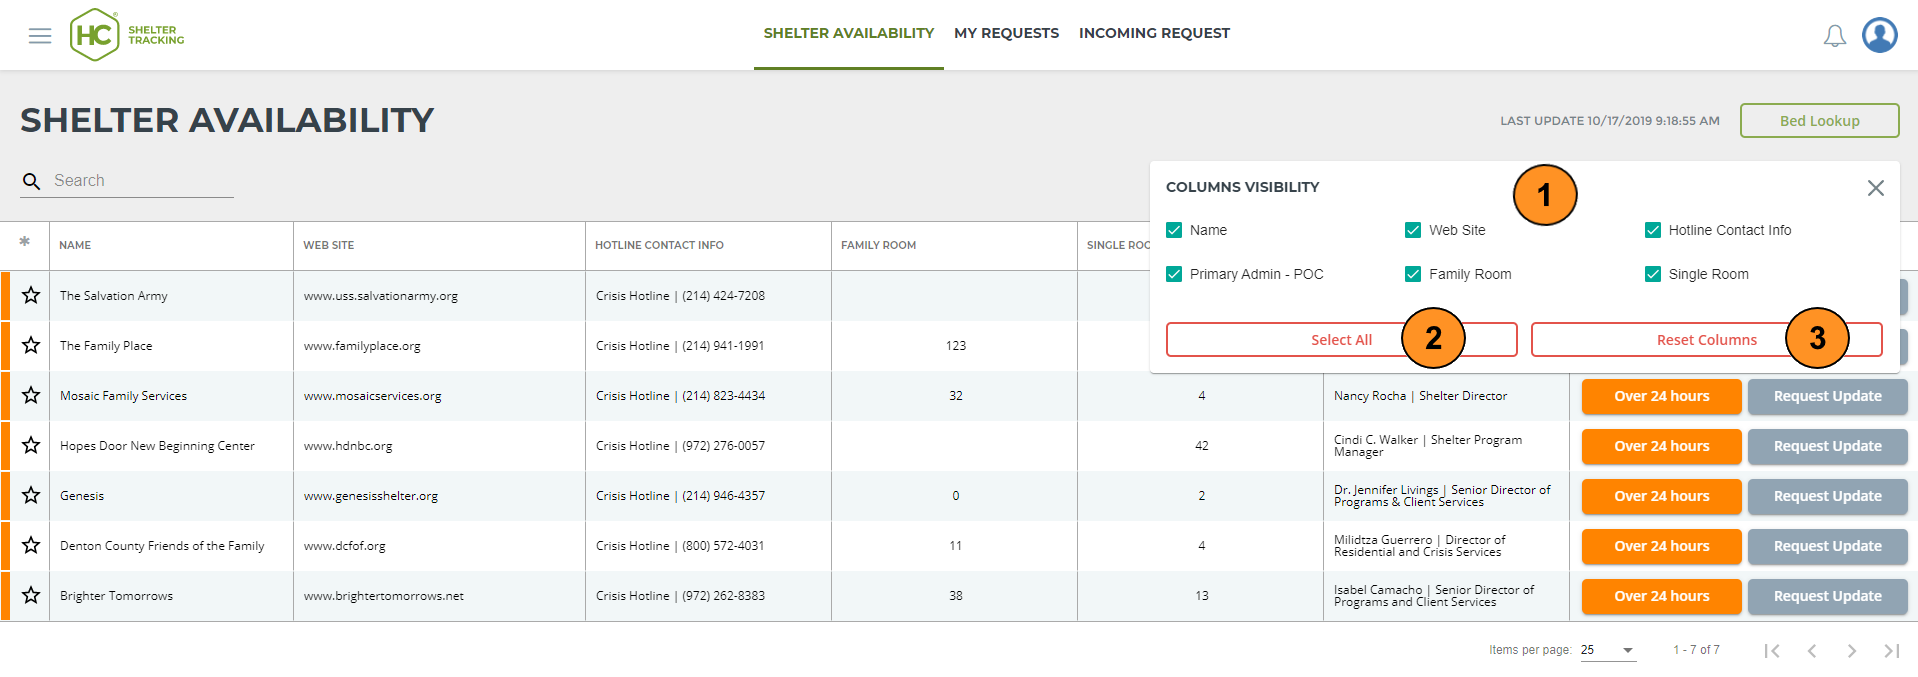 HC®
SHELTER
TRACKING
SHELTER AVAILABILITY MY REQUESTS INCOMING REQUEST
SHELTER AVAILABILITY
LAST UPDATE 10/17/2019 9:18:55 AM
Bed Lookup
Search
COLUMNS VISIBILITY
1
Name Web Site Hotline Contact Info
Primary Admin - POC Family Room Single Room
Select All 2 Reset Columns 3
* NAME WEB SITE HOTLINE CONTACT INFO FAMILY ROOM SINGLE ROO
The Salvation Army www.uss.salvationarmy.org Crisis Hotline | (214) 424-7208
The Family Place www.familyplace.org Crisis Hotline | (214) 941-1991 123
Mosaic Family Services www.mosaicservices.org Crisis Hotline | (214) 823-4434 32 4 Nancy Rocha | Shelter Director Over 24 hours Request Update
Hopes Door New Beginning Center www.hdnbc.org Crisis Hotline | (972) 276-0057 42 Cindi C. Walker | Shelter Program
Manager Over 24 hours Request Update
Genesis www.genesisshelter.org Crisis Hotline | (214) 946-4357 0 2 Dr. Jennifer Livings | Senior Director of
Programs & Client Services Over 24 hours Request Update
Denton County Friends of the Family www.dcfof.org Crisis Hotline | (800) 572-4031 11 4 Milidtza Guerrero | Director of
Residential and Crisis Services Over 24 hours Request Update
Brighter Tomorrows www.brightertomorrows.net Crisis Hotline | (972) 262-8383 38 13 Isabel Camacho | Senior Director of
Programs and Client Services Over 24 hours Request Update
Items per page: 25 1 - 7 of 7